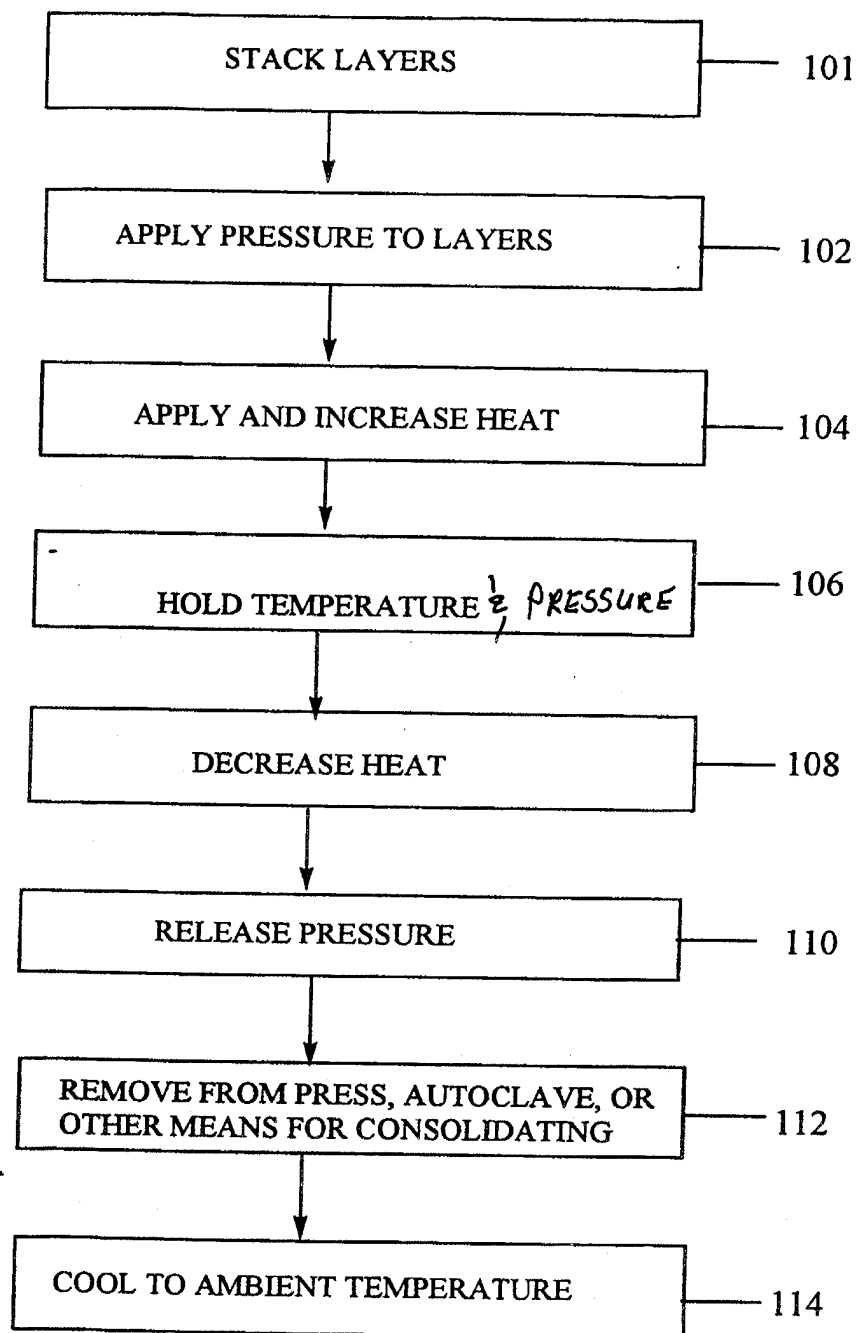 STACK LAYERS 101
APPLY PRESSURE TO LAYERS 102
APPLY AND INCREASE HEAT 104
HOLD TEMPERATURE & PRESSURE 106
DECREASE HEAT 108
RELEASE PRESSURE 110
REMOVE FROM PRESS, AUTOCLAVE, OR
OTHER MEANS FOR CONSOLIDATING 112
COOL TO AMBIENT TEMPERATURE 114